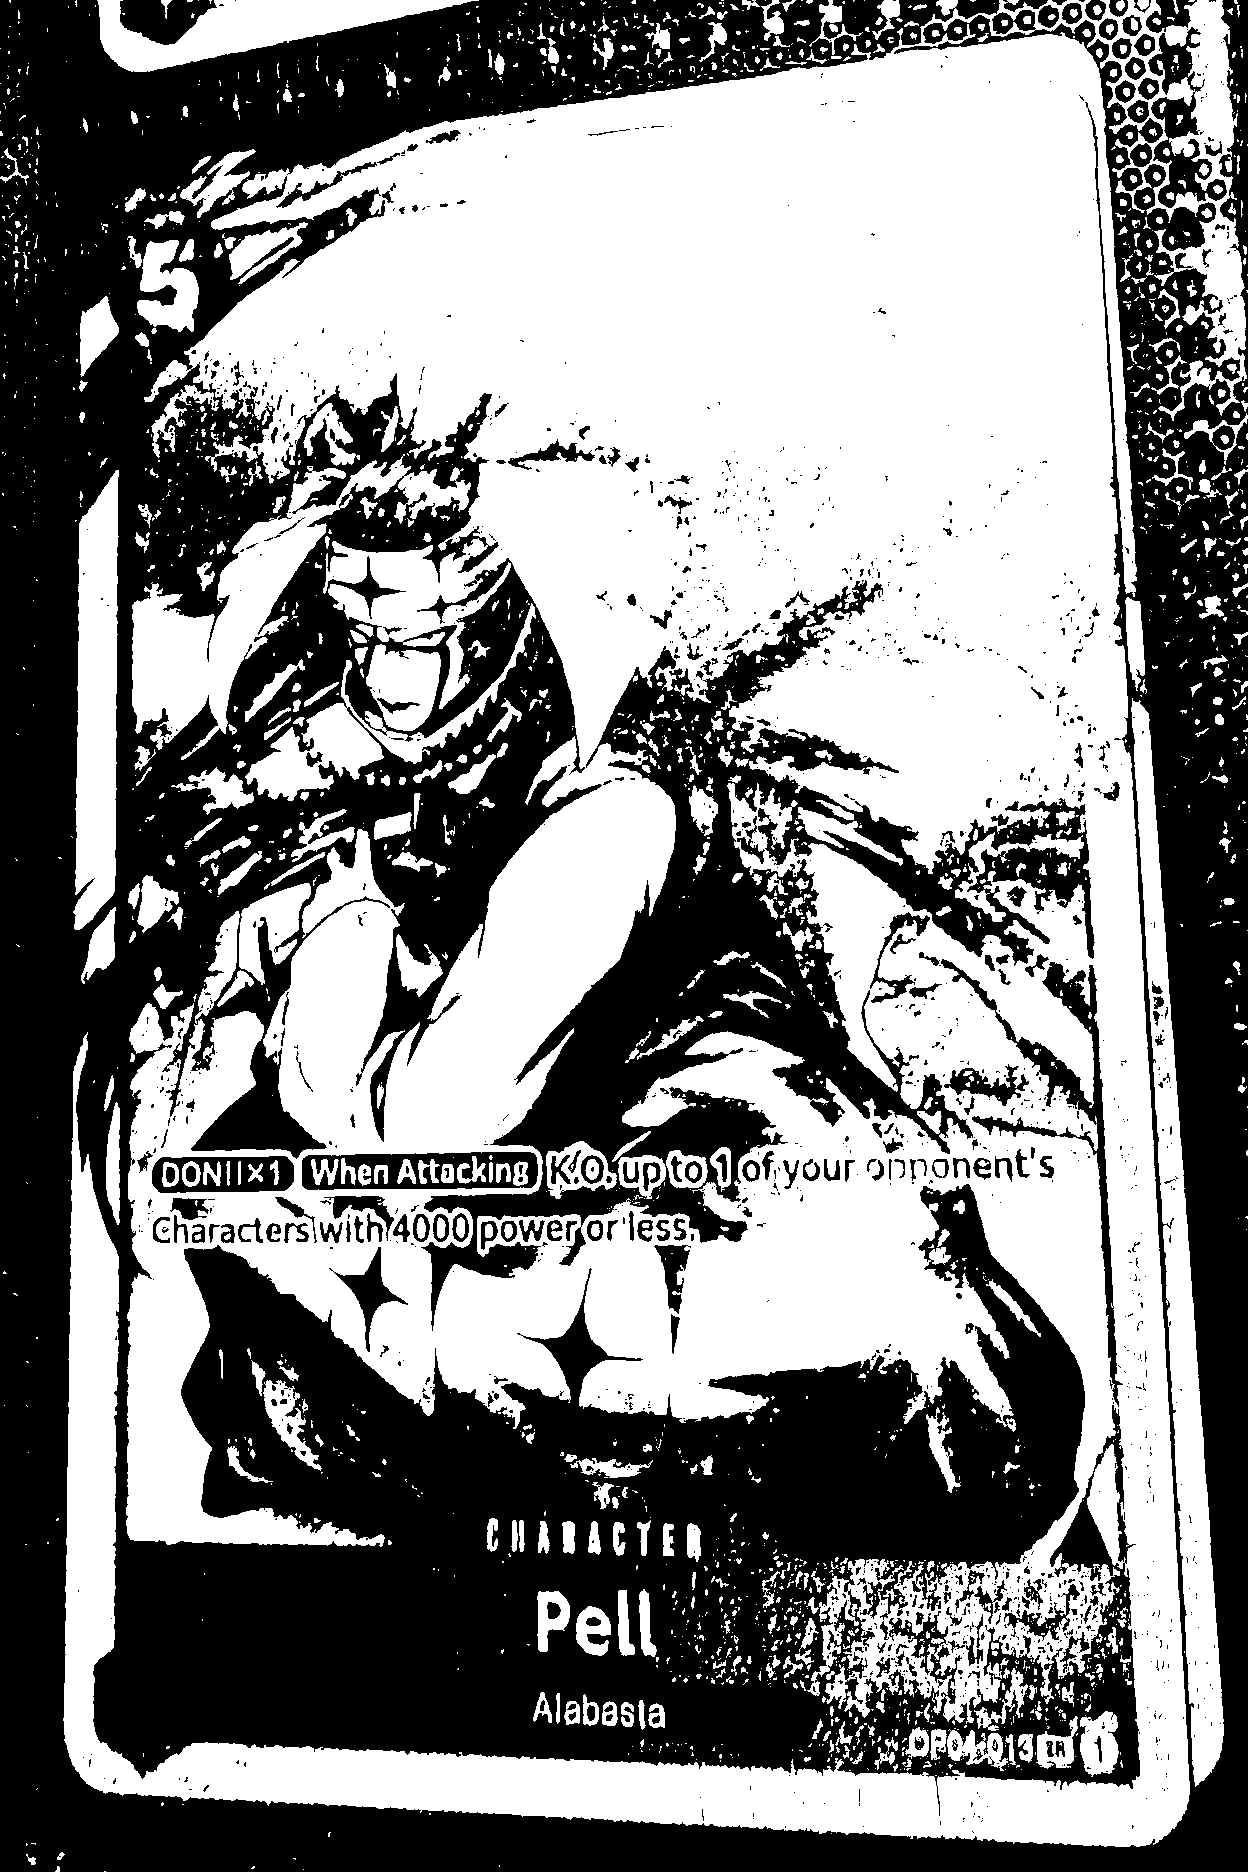 5
DON!!×1 When Attacking K.O. up to 1 of your opponent's
Characters with 4000 power or less.
CHARACTER
Pell
Alabasta
OP04-013 1